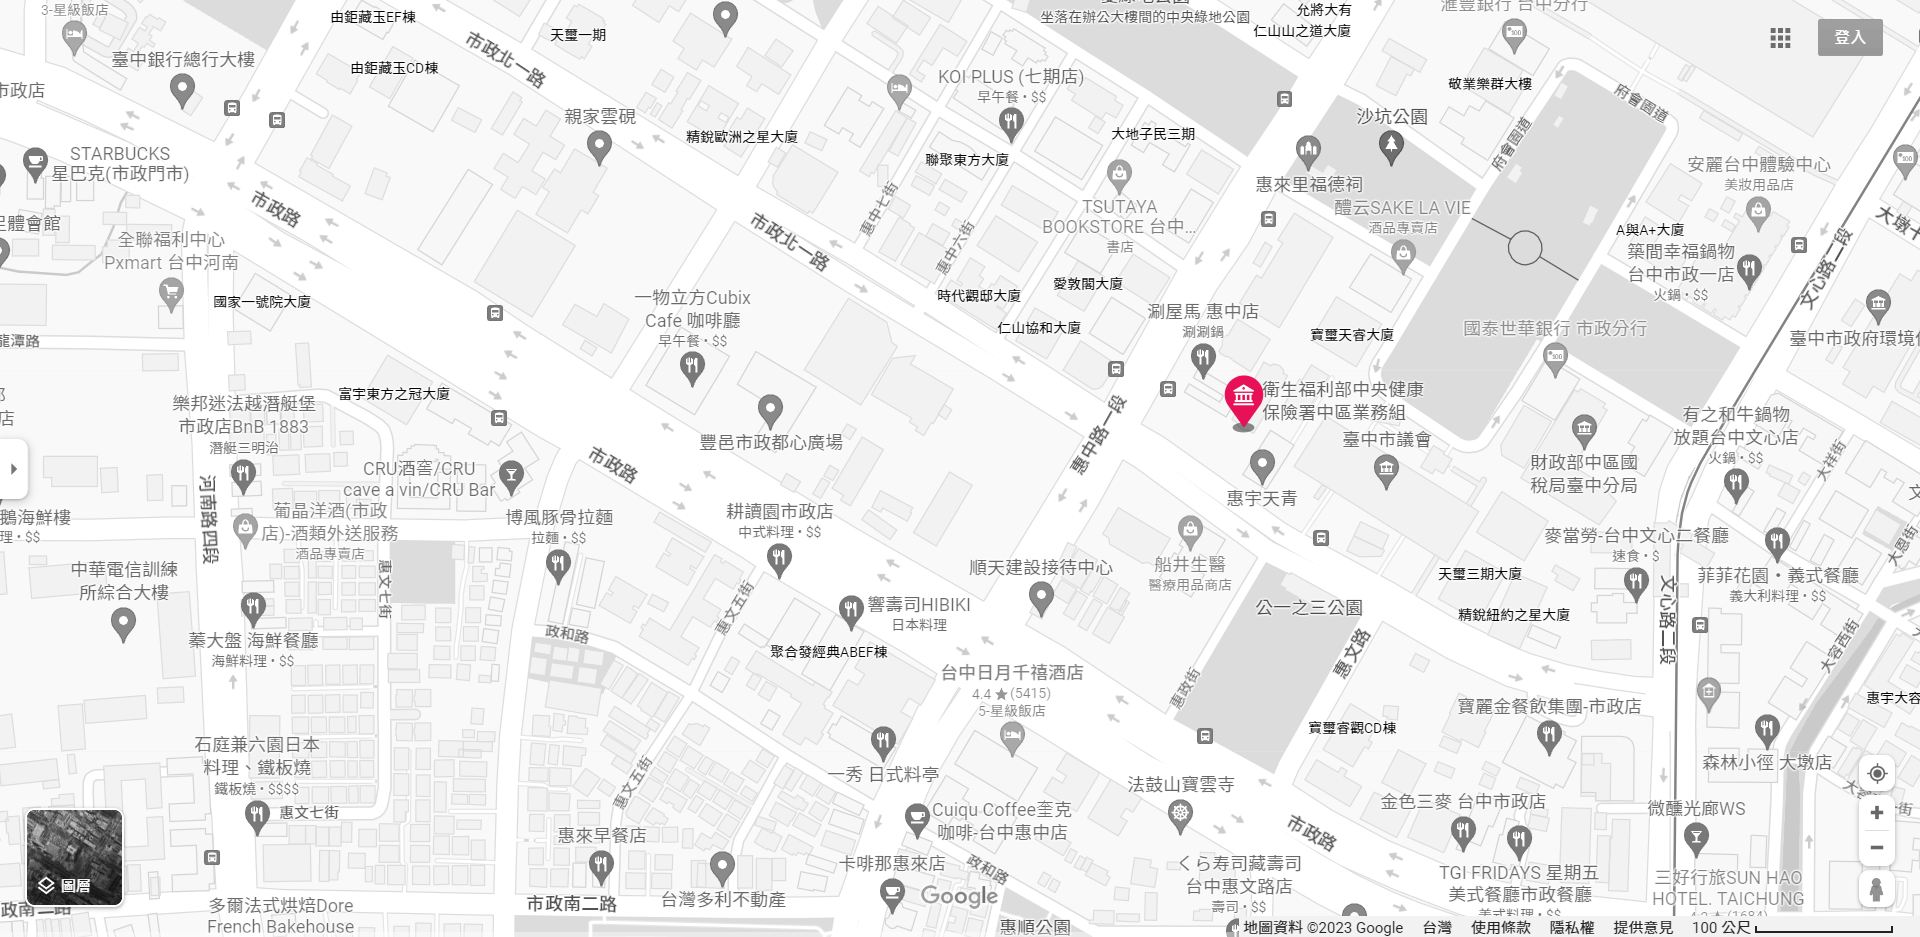 3-星級飯店
由鉅藏玉EF棟
天璽一期
坐落在辦公大樓間的中央綠地公園
允將大有
仁山山之道大廈
滙豐銀行 台中分行
登入
臺中銀行總行大樓
由鉅藏玉CD棟
市政北一路
KOI PLUS (七期店)
早午餐 • $$
敬業樂群大樓
府會園道
市政店
親家雲硯
精銳歐洲之星大廈
大地子民三期
沙坑公園
府會園道
STARBUCKS
星巴克(市政門市)
聯聚東方大廈
惠來里福德祠
安麗台中體驗中心
美妝用品店
市政路
市政北一路
惠中七街
惠中六街
TSUTAYA
BOOKSTORE 台中...
書店
醴云SAKE LA VIE
酒品專賣店
A與A+大廈
築間幸福鍋物
台中市政一店
火鍋 • $$
文心路一段
大墩十
足體會館
全聯福利中心
Pxmart 台中河南
國家一號院大廈
時代觀邸大廈
愛敦閣大廈
仁山協和大廈
一物立方Cubix
Cafe 咖啡廳
早午餐 • $$
涮屋馬 惠中店
涮涮鍋
寶璽天睿大廈
國泰世華銀行 市政分行
臺中市政府環境保
龍潭路
店
富宇東方之冠大廈
樂邦迷法越潛艇堡
市政店BnB 1883
潛艇三明治
豐邑市政都心廣場
惠中路一段
衛生福利部中央健康
保險署中區業務組
臺中市議會
有之和牛鍋物
放題台中文心店
火鍋 • $$
大祥街
財政部中區國
稅局臺中分局
CRU酒窖/CRU
cave a vin/CRU Bar
市政路
惠宇天青
河南路四段
葡晶洋酒(市政
店)-酒類外送服務
酒品專賣店
博風豚骨拉麵
拉麵 • $$
耕讀園市政店
中式料理 • $$
鵝海鮮樓
理 • $$
麥當勞-台中文心二餐廳
速食 • $
大恩街
中華電信訓練
所綜合大樓
惠文七街
惠文五街
順天建設接待中心
船井生醫
醫療用品商店
天璽三期大廈
精銳紐約之星大廈
菲菲花園・義式餐廳
義大利料理 • $$
文心路二段
響壽司HIBIKI
日本料理
公一之三公園
政和路
聚合發經典ABEF棟
蓁大盤 海鮮餐廳
海鮮料理 • $$
惠文路
大容西街
台中日月千禧酒店
4.4 ★ (5415)
5-星級飯店
惠政街
惠宇大容
寶麗金餐飲集團-市政店
寶璽睿觀CD棟
石庭兼六園日本
料理、鐵板燒
鐵板燒 • $$$$
惠文五街
一秀 日式料亭
法鼓山寶雲寺
森林小徑 大墩店
惠文七街
Cuiqu Coffee奎克
咖啡-台中惠中店
市政路
金色三麥 台中市政店
微醺光廊WS
惠來早餐店
卡啡那惠來店
政和路
くら寿司藏壽司
台中惠文路店
壽司 • $$
TGI FRIDAYS 星期五
美式餐廳市政餐廳
美式料理 • $$
三好行旅SUN HAO
HOTEL. TAICHUNG
4.2 ★ (1684)
圖層
台灣多利不動產
Google
市政南二路
多爾法式烘焙Dore
French Bakehouse
政南二路
惠順公園
地圖資料 ©2023 Google
台灣
使用條款
隱私權
提供意見
100 公尺